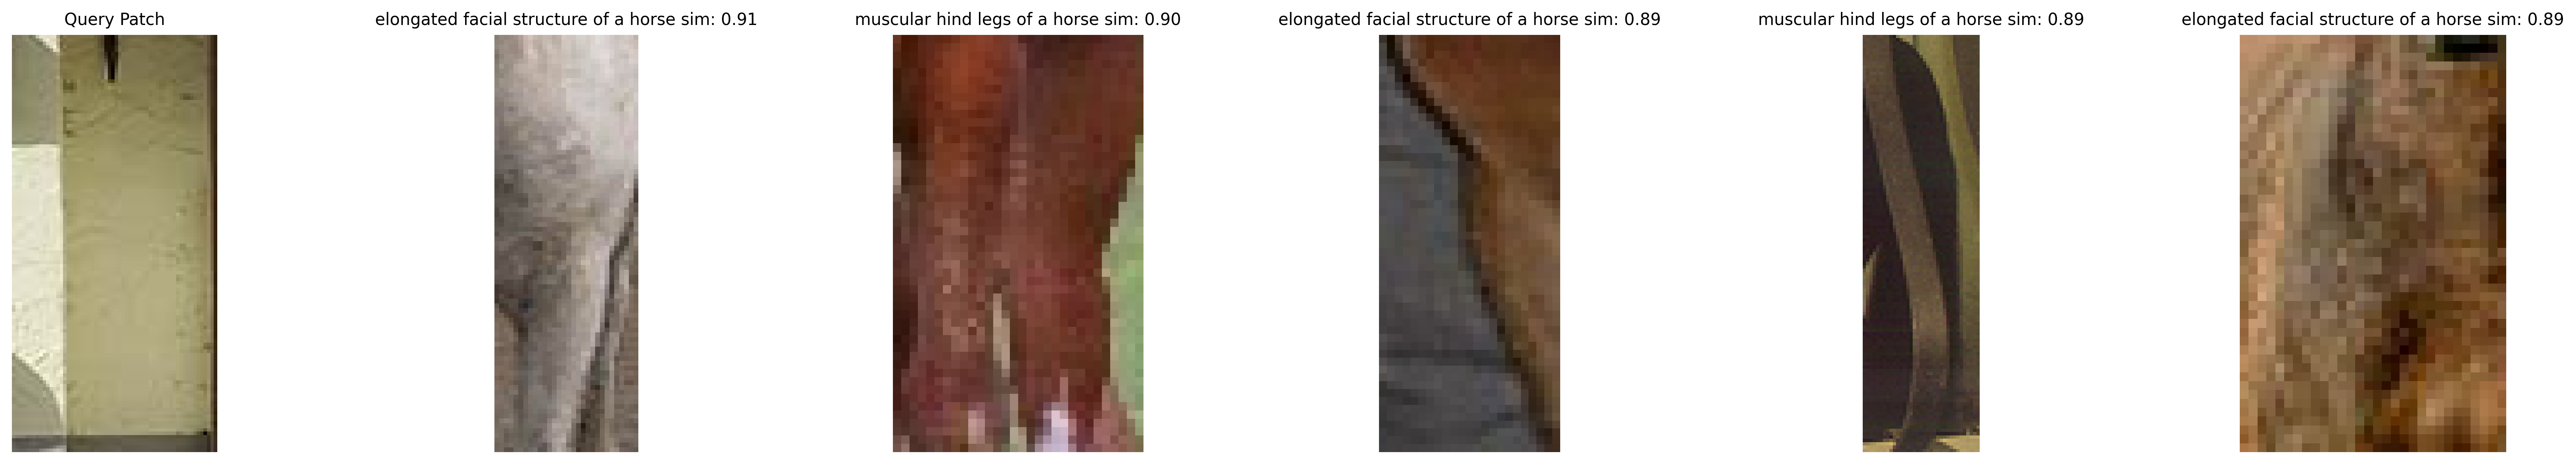 Query Patch
elongated facial structure of a horse sim: 0.91
muscular hind legs of a horse sim: 0.90
elongated facial structure of a horse sim: 0.89
muscular hind legs of a horse sim: 0.89
elongated facial structure of a horse sim: 0.89